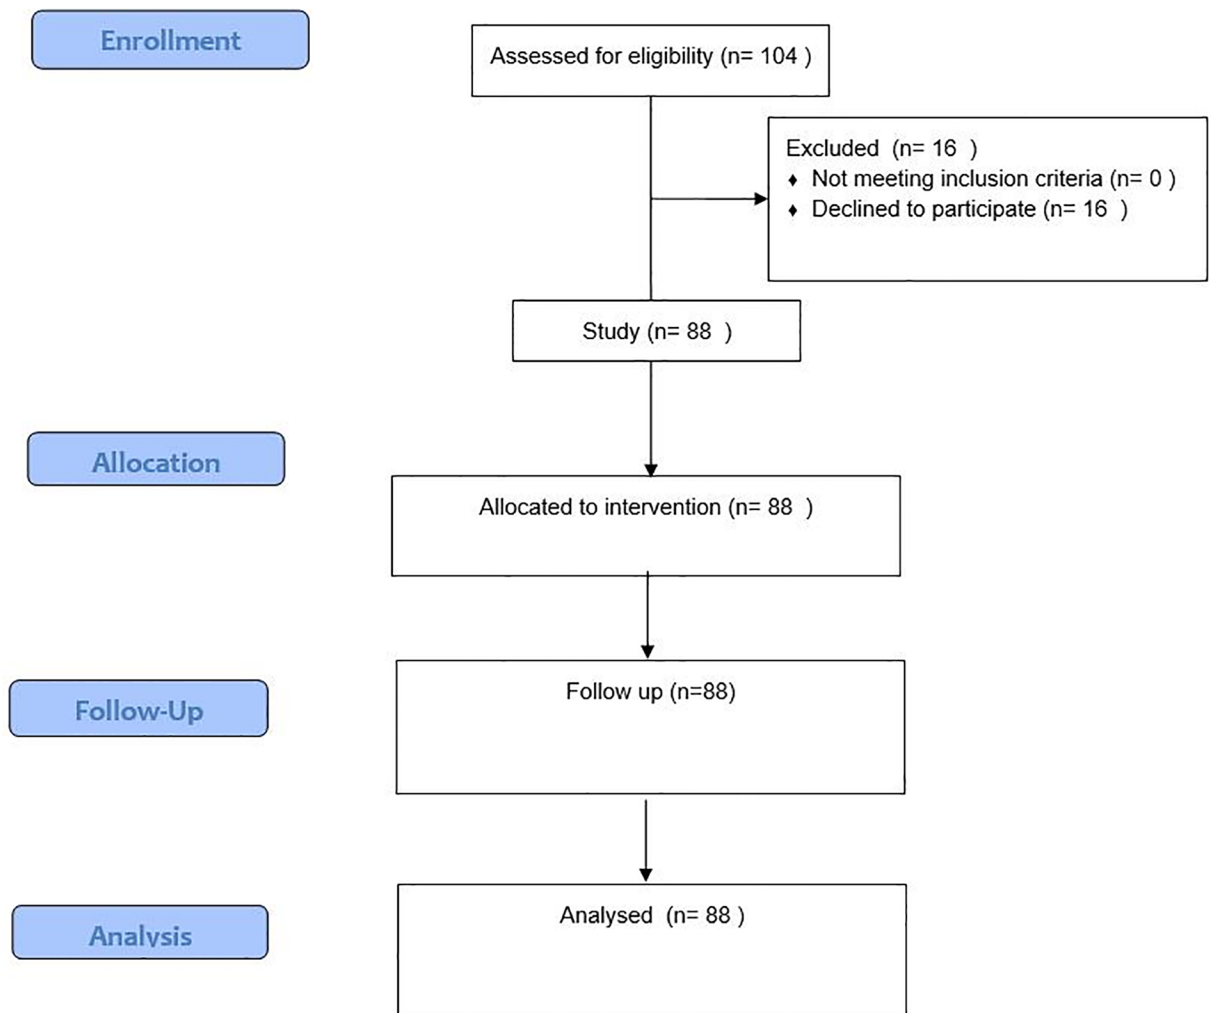 Enrollment
Assessed for eligibility (n= 104 )
Excluded (n= 16 )
♦ Not meeting inclusion criteria (n= 0 )
♦ Declined to participate (n= 16 )
Study (n= 88 )
Allocation
Allocated to intervention (n= 88 )
Follow-Up
Follow up (n=88)
Analysis
Analysed (n= 88 )